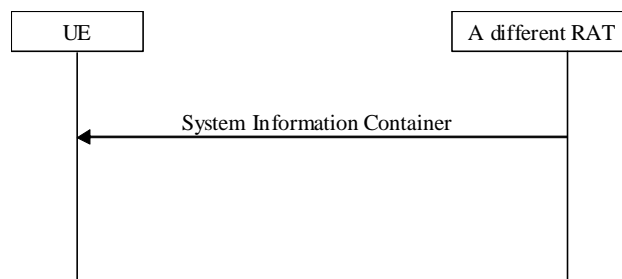 UE
A different RAT
System Information Container